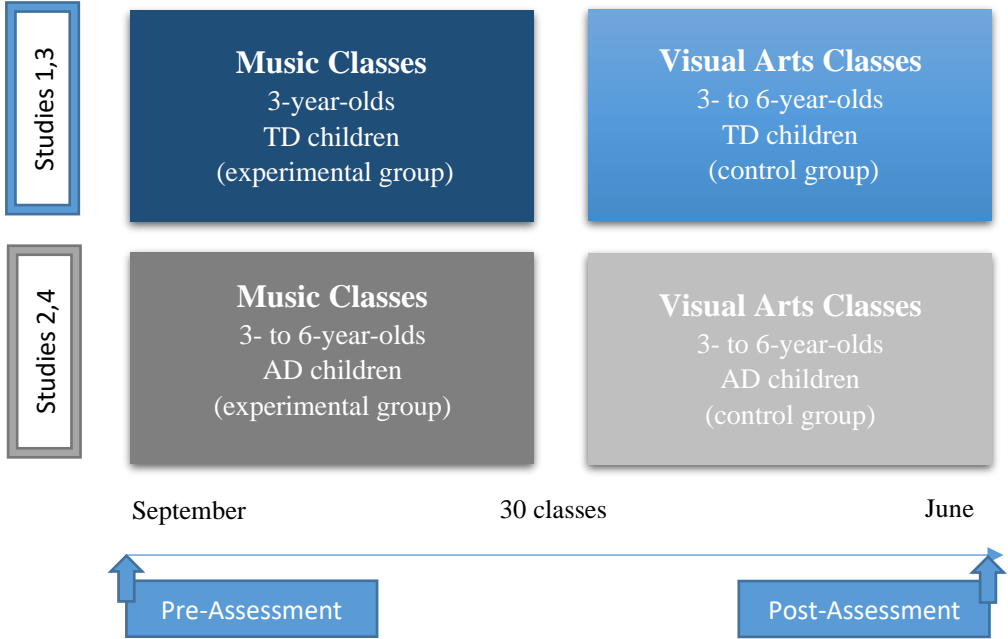 Studies 1,3
Music Classes
3-year-olds
TD children
(experimental group)
Visual Arts Classes
3- to 6-year-olds
TD children
(control group)
Studies 2,4
Music Classes
3- to 6-year-olds
AD children
(experimental group)
Visual Arts Classes
3- to 6-year-olds
AD children
(control group)
September
30 classes
June
Pre-Assessment
Post-Assessment